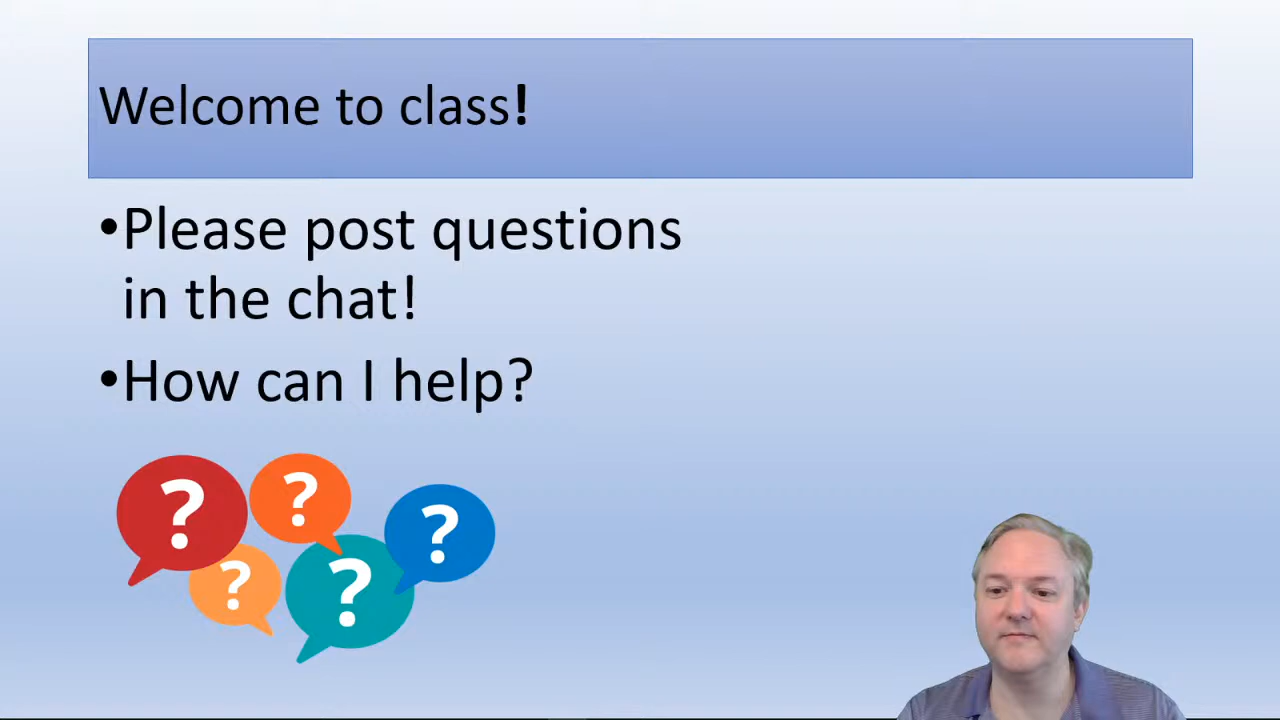 Welcome to class!
•Please post questions
in the chat!
•How can I help?
? ? ?
? ?